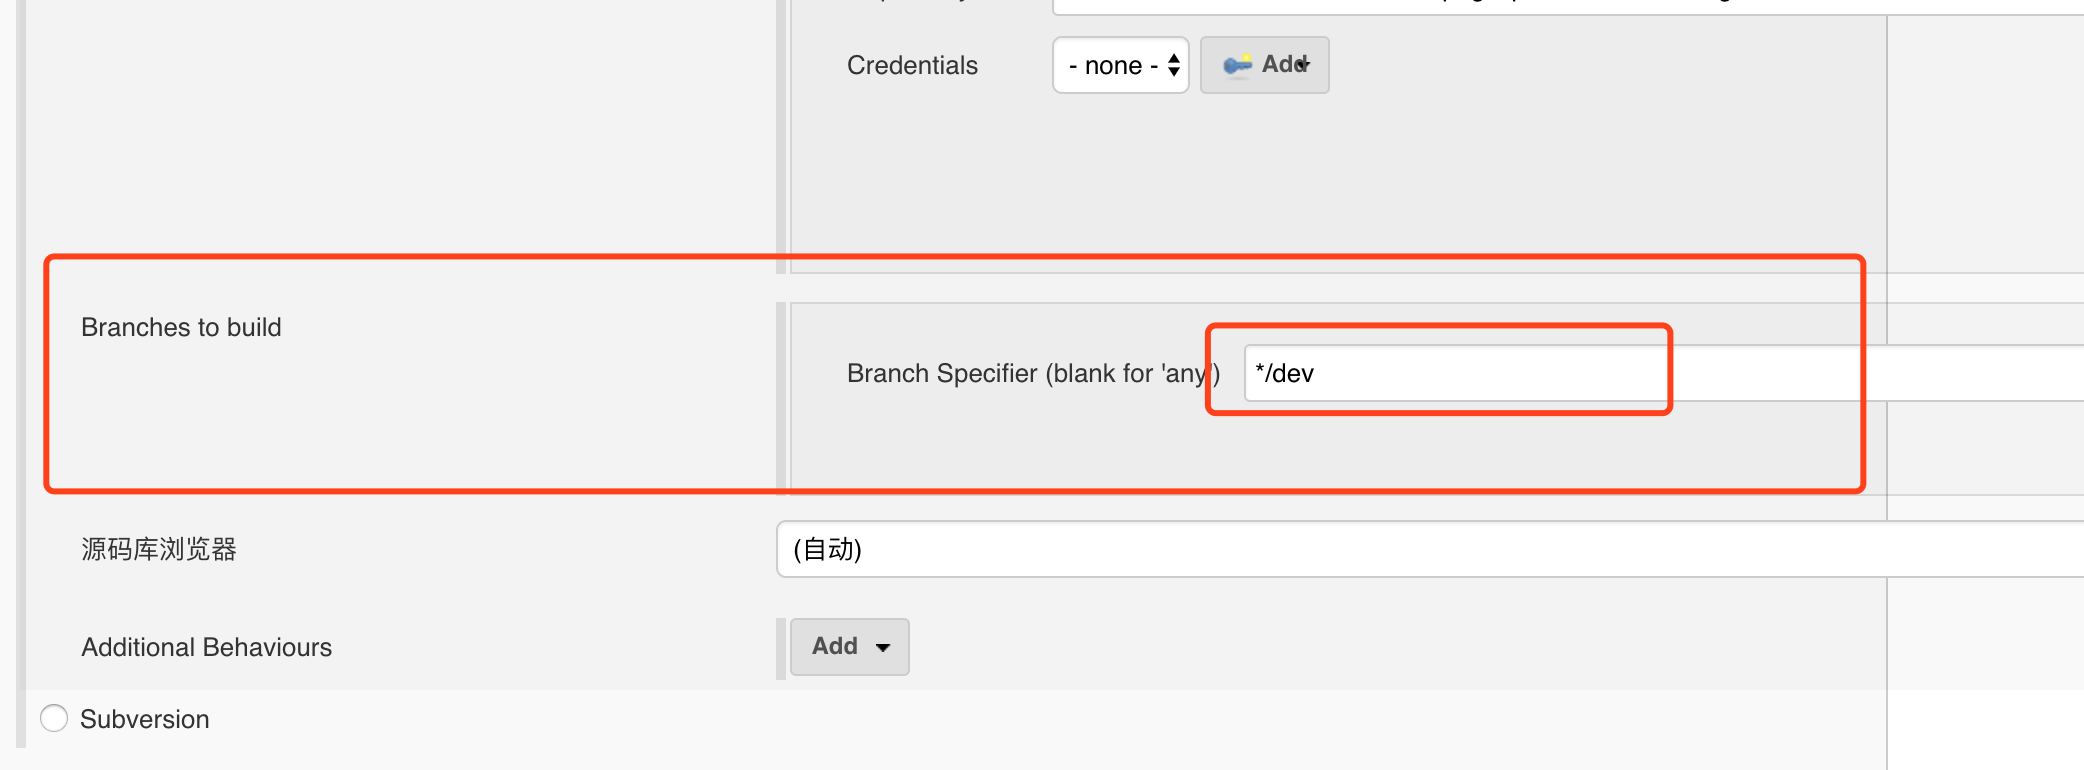 Credentials
- none -
Add
Branches to build
Branch Specifier (blank for 'any')
*/dev
源码库浏览器
(自动)
Additional Behaviours
Add
Subversion